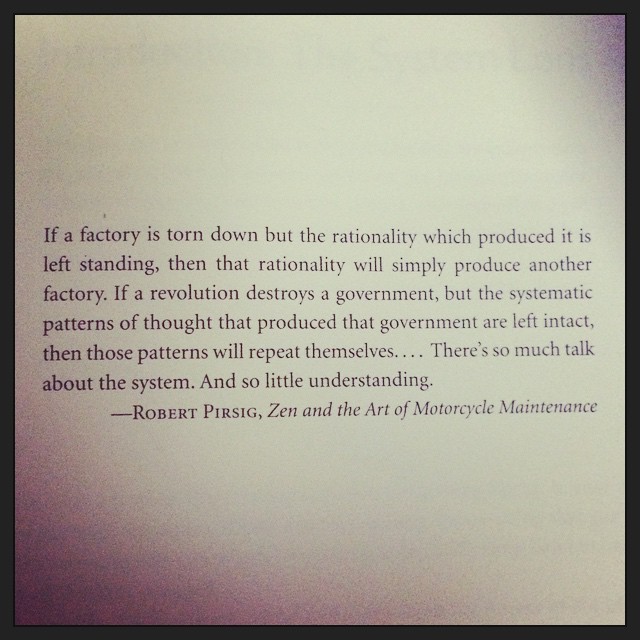 If a factory is torn down but the rationality which produced it is
left standing, then that rationality will simply produce another
factory. If a revolution destroys a government, but the systematic
patterns of thought that produced that government are left intact,
then those patterns will repeat themselves.... There's so much talk
about the system. And so little understanding.
—Robert Pirsig, Zen and the Art of Motorcycle Maintenance